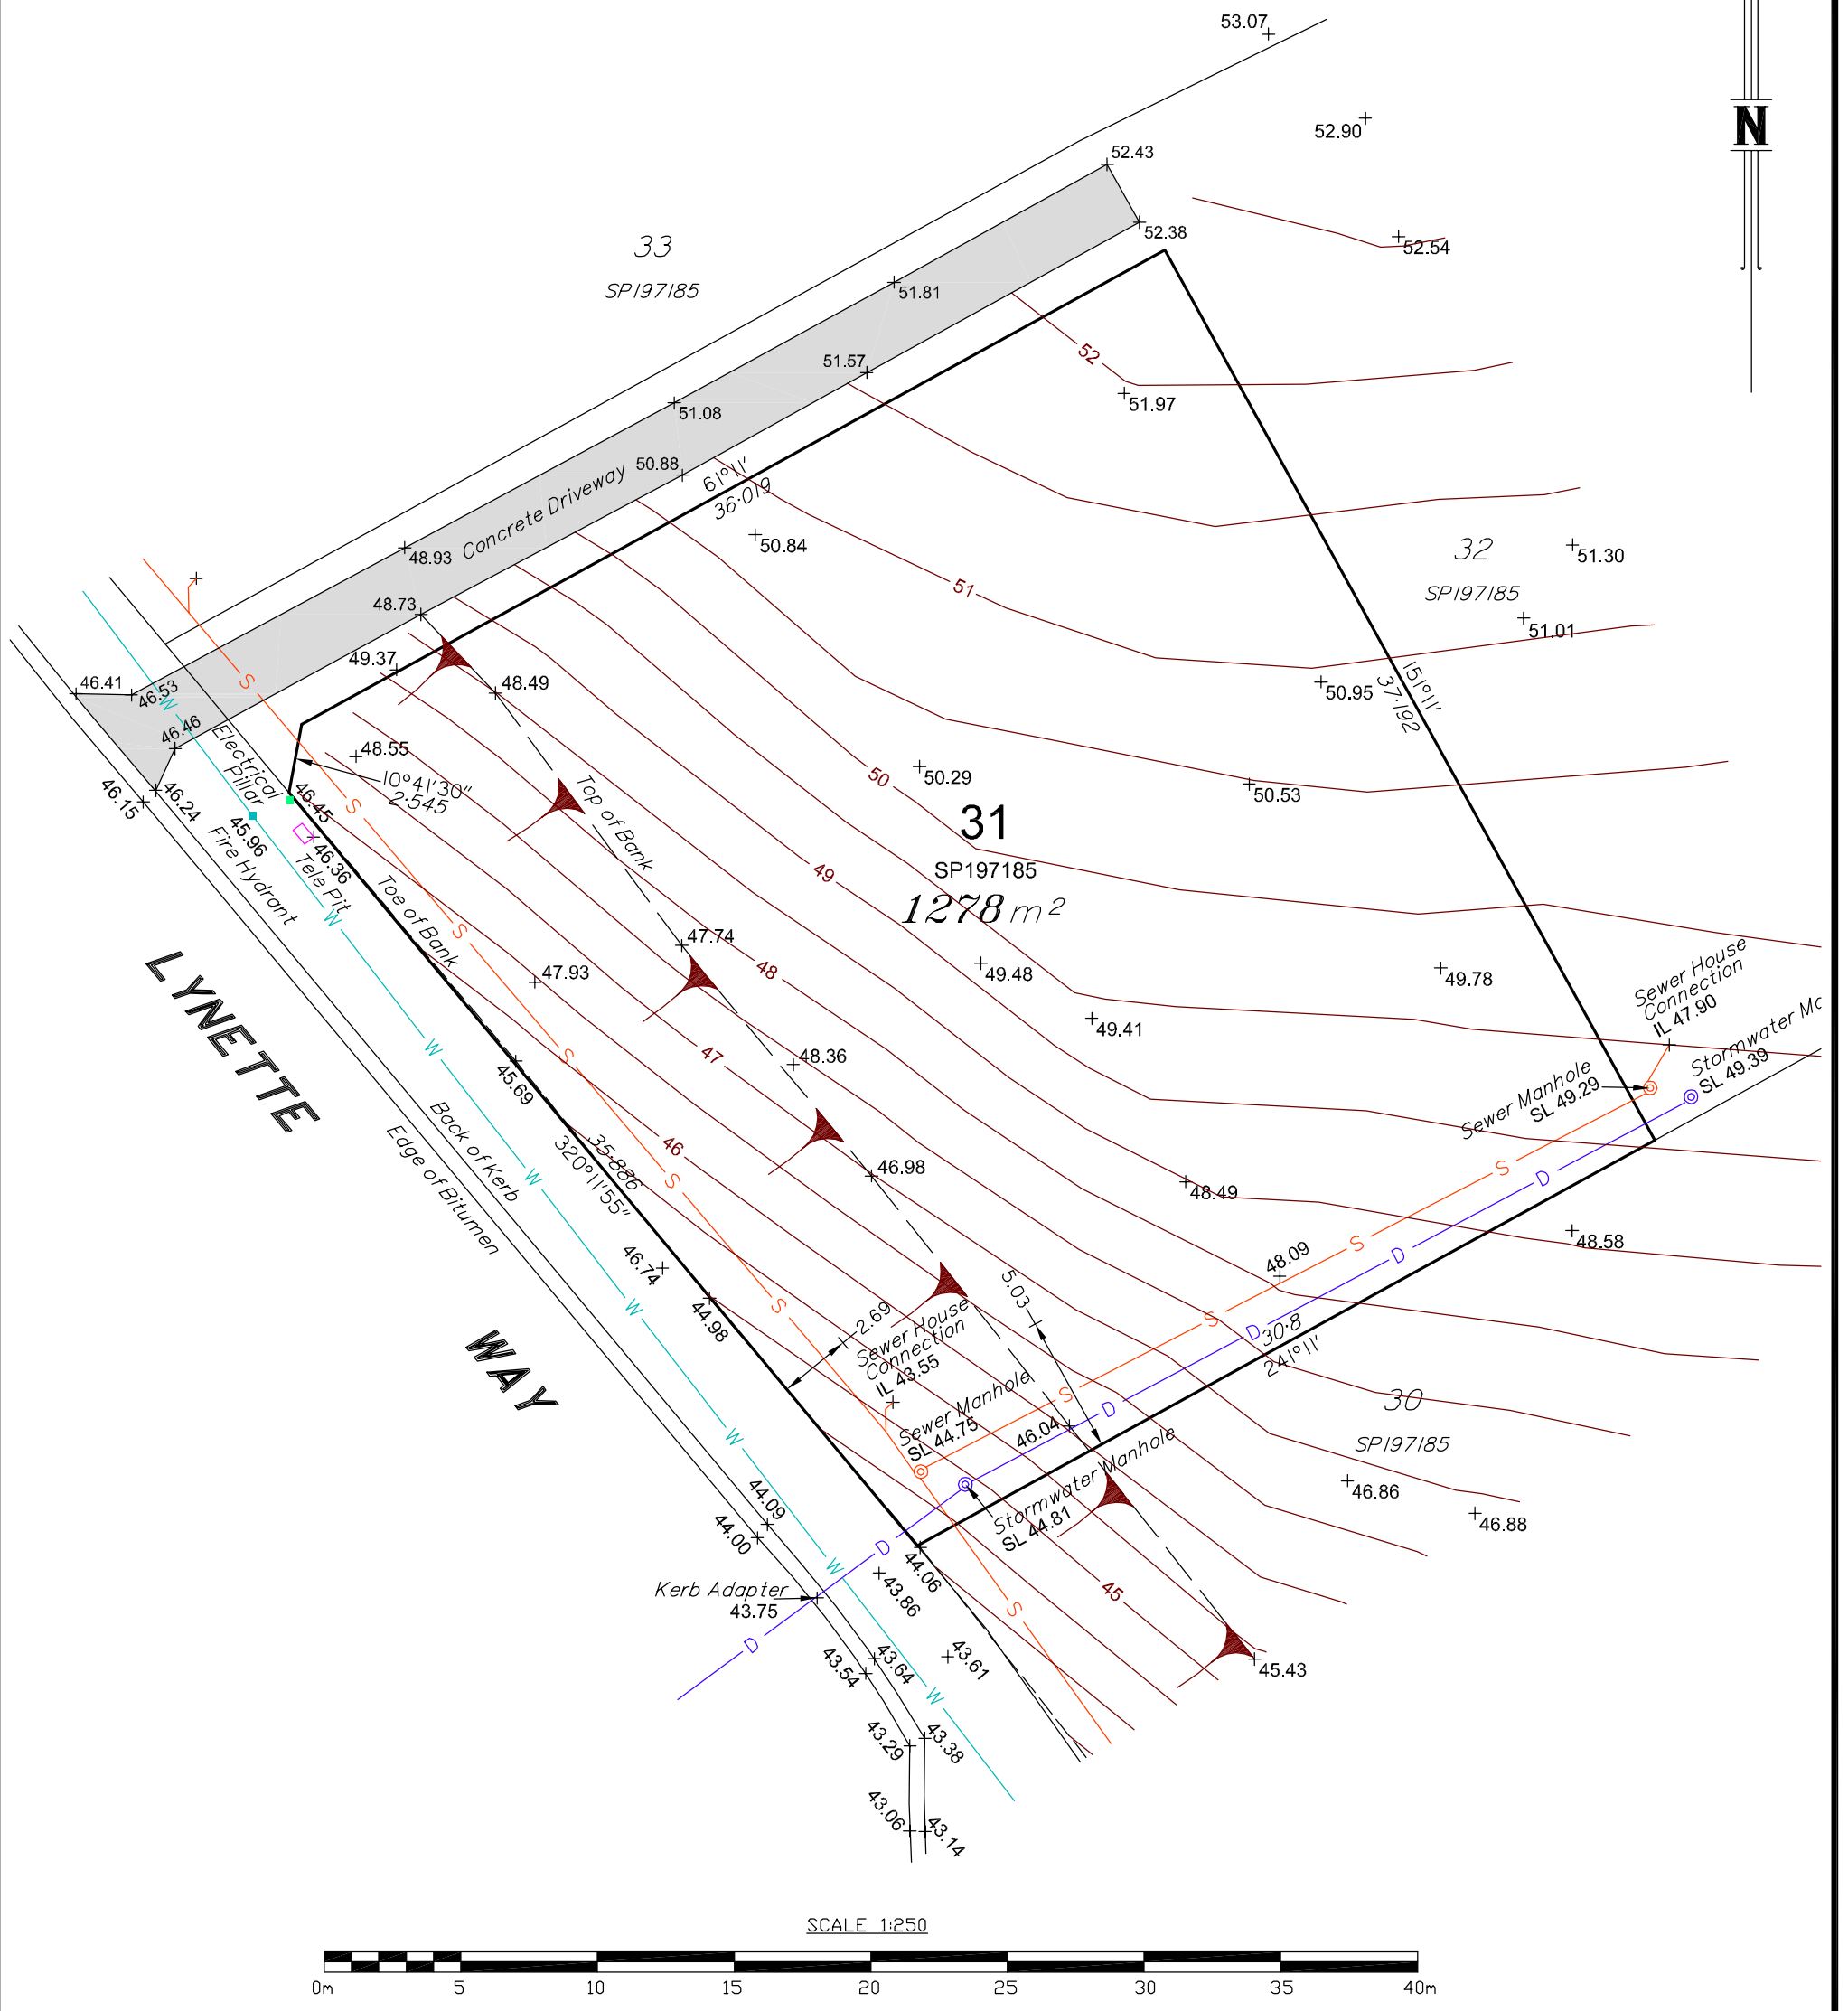 53.07
N
52.90
52.43
52.38
52.54
33
SP197185
51.81
51.57
52
51.97
51.08
50.88
61°11'
36·019
Concrete Driveway
50.84
32
SP197185
51.30
51.01
48.93
48.73
51
49.37
48.49
50.95
151°11'
37·192
46.41
46.53
W
S
46.46
Electrical
Pillar
48.55
10°41'30"
2·545
Top of Bank
50
50.29
50.53
31
SP197185
1278 m²
46.15
46.24
45.96
Fire Hydrant
46.45
46.36
Tele Pit
S
W
Toe of Bank
S
49
47.74
48
47.93
49.48
49.78
49.41
LYNETTE
WAY
W
S
47
48.36
Sewer House
Connection
IL 47.90
Stormwater Mc
SL 49.39
Sewer Manhole
SL 49.29
45.69
Back of Kerb
Edge of Bitumen
W
35·886
320°11'55"
46
S
46.98
48.49
S
D
48.58
46.74
44.98
W
S
2.69
5.03
48.09
S
D
S
D
30·8
241°11'
Sewer House
Connection
IL 43.55
Sewer Manhole
SL 44.75
S
D
46.04
30
SP197185
Stormwater Manhole
SL 44.81
46.86
46.88
W
44.09
44.00
W
D
44.06
43.86
Kerb Adapter
43.75
D
45
S
43.61
43.64
43.54
W
45.43
43.29
43.38
43.06
43.14
SCALE 1:250
0m 5 10 15 20 25 30 35 40m